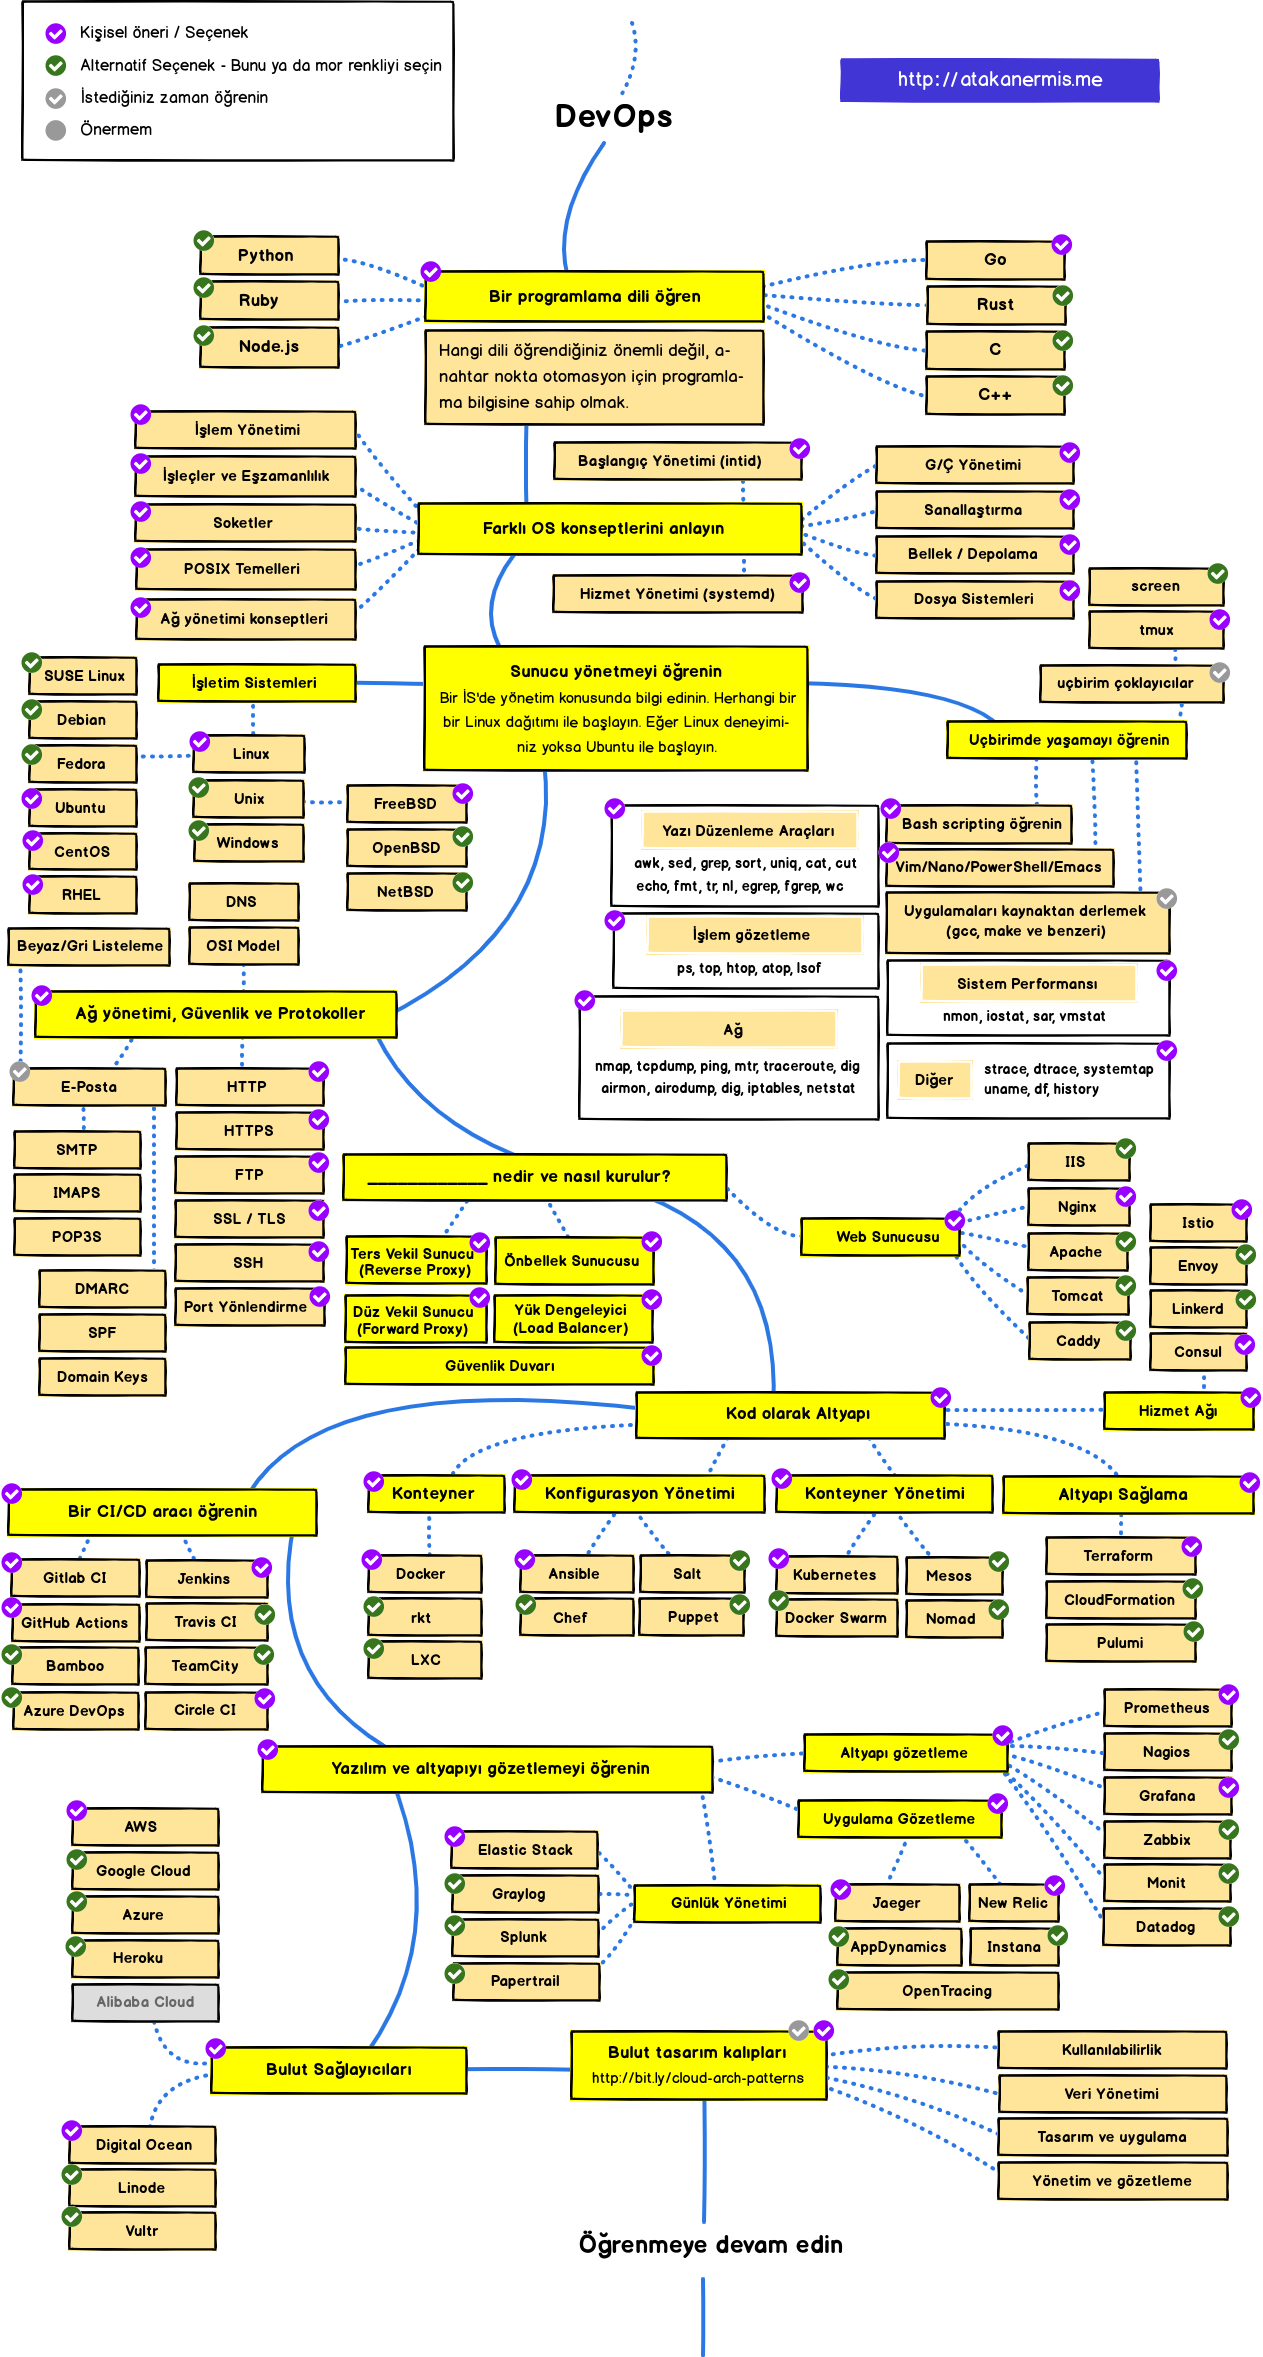 Kişisel öneri / Seçenek
Alternatif Seçenek - Bunu ya da mor renkliyi seçin
İstediğiniz zaman öğrenin
Önermem
http://atakanermis.me
DevOps
Python
Ruby
Node.js
Bir programlama dili öğren
Hangi dili öğrendiğiniz önemli değil, a-
nahtar nokta otomasyon için programla-
ma bilgisine sahip olmak.
Go
Rust
C
C++
İşlem Yönetimi
İşleçler ve Eşzamanlılık
Soketler
POSIX Temelleri
Ağ yönetimi konseptleri
Başlangıç Yönetimi (intid)
Farklı OS konseptlerini anlayın
Hizmet Yönetimi (systemd)
G/Ç Yönetimi
Sanallaştırma
Bellek / Depolama
Dosya Sistemleri
screen
tmux
uçbirim çoklayıcılar
Uçbirimde yaşamayı öğrenin
Sunucu yönetmeyi öğrenin
Bir İS'de yönetim konusunda bilgi edinin. Herhangi bir
bir Linux dağıtımı ile başlayın. Eğer Linux deneyimi-
niz yoksa Ubuntu ile başlayın.
İşletim Sistemleri
SUSE Linux
Debian
Fedora
Ubuntu
CentOS
RHEL
Linux
Unix
Windows
FreeBSD
OpenBSD
NetBSD
Yazı Düzenleme Araçları
awk, sed, grep, sort, uniq, cat, cut
echo, fmt, tr, nl, egrep, fgrep, wc
İşlem gözetleme
ps, top, htop, atop, lsof
Ağ
nmap, tcpdump, ping, mtr, traceroute, dig
airmon, airodump, dig, iptables, netstat
Bash scripting öğrenin
Vim/Nano/PowerShell/Emacs
Uygulamaları kaynaktan derlemek
(gcc, make ve benzeri)
Sistem Performansı
nmon, iostat, sar, vmstat
Diğer
strace, dtrace, systemtap
uname, df, history
DNS
OSI Model
Beyaz/Gri Listeleme
Ağ yönetimi, Güvenlik ve Protokoller
E-Posta
SMTP
IMAPS
POP3S
DMARC
SPF
Domain Keys
HTTP
HTTPS
FTP
SSL / TLS
SSH
Port Yönlendirme
____________ nedir ve nasıl kurulur?
Ters Vekil Sunucu
(Reverse Proxy)
Önbellek Sunucusu
Düz Vekil Sunucu
(Forward Proxy)
Yük Dengeleyici
(Load Balancer)
Güvenlik Duvarı
Web Sunucusu
IIS
Nginx
Apache
Tomcat
Caddy
Istio
Envoy
Linkerd
Consul
Hizmet Ağı
Kod olarak Altyapı
Konteyner
Docker
rkt
LXC
Konfigurasyon Yönetimi
Ansible
Salt
Chef
Puppet
Konteyner Yönetimi
Kubernetes
Mesos
Docker Swarm
Nomad
Altyapı Sağlama
Terraform
CloudFormation
Pulumi
Bir CI/CD aracı öğrenin
Gitlab CI
Jenkins
GitHub Actions
Travis CI
Bamboo
TeamCity
Azure DevOps
Circle CI
Yazılım ve altyapıyı gözetlemeyi öğrenin
Altyapı gözetleme
Prometheus
Nagios
Grafana
Zabbix
Monit
Datadog
Uygulama Gözetleme
Jaeger
New Relic
AppDynamics
Instana
OpenTracing
Günlük Yönetimi
Elastic Stack
Graylog
Splunk
Papertrail
AWS
Google Cloud
Azure
Heroku
Alibaba Cloud
Bulut Sağlayıcıları
Digital Ocean
Linode
Vultr
Bulut tasarım kalıpları
http://bit.ly/cloud-arch-patterns
Kullanılabilirlik
Veri Yönetimi
Tasarım ve uygulama
Yönetim ve gözetleme
Öğrenmeye devam edin